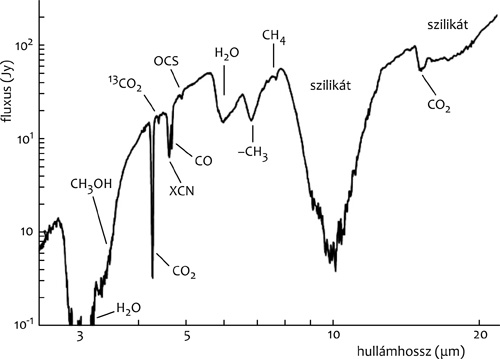 fluxus (Jy)
10²
10
10
10⁻¹
CH₃OH
¹³CO₂
OCS
H₂O
CH₄
szilikát
szilikát
CO₂
–CH₃
CO
XCN
CO₂
H₂O
3 5 10 20
hullámhossz (μm)